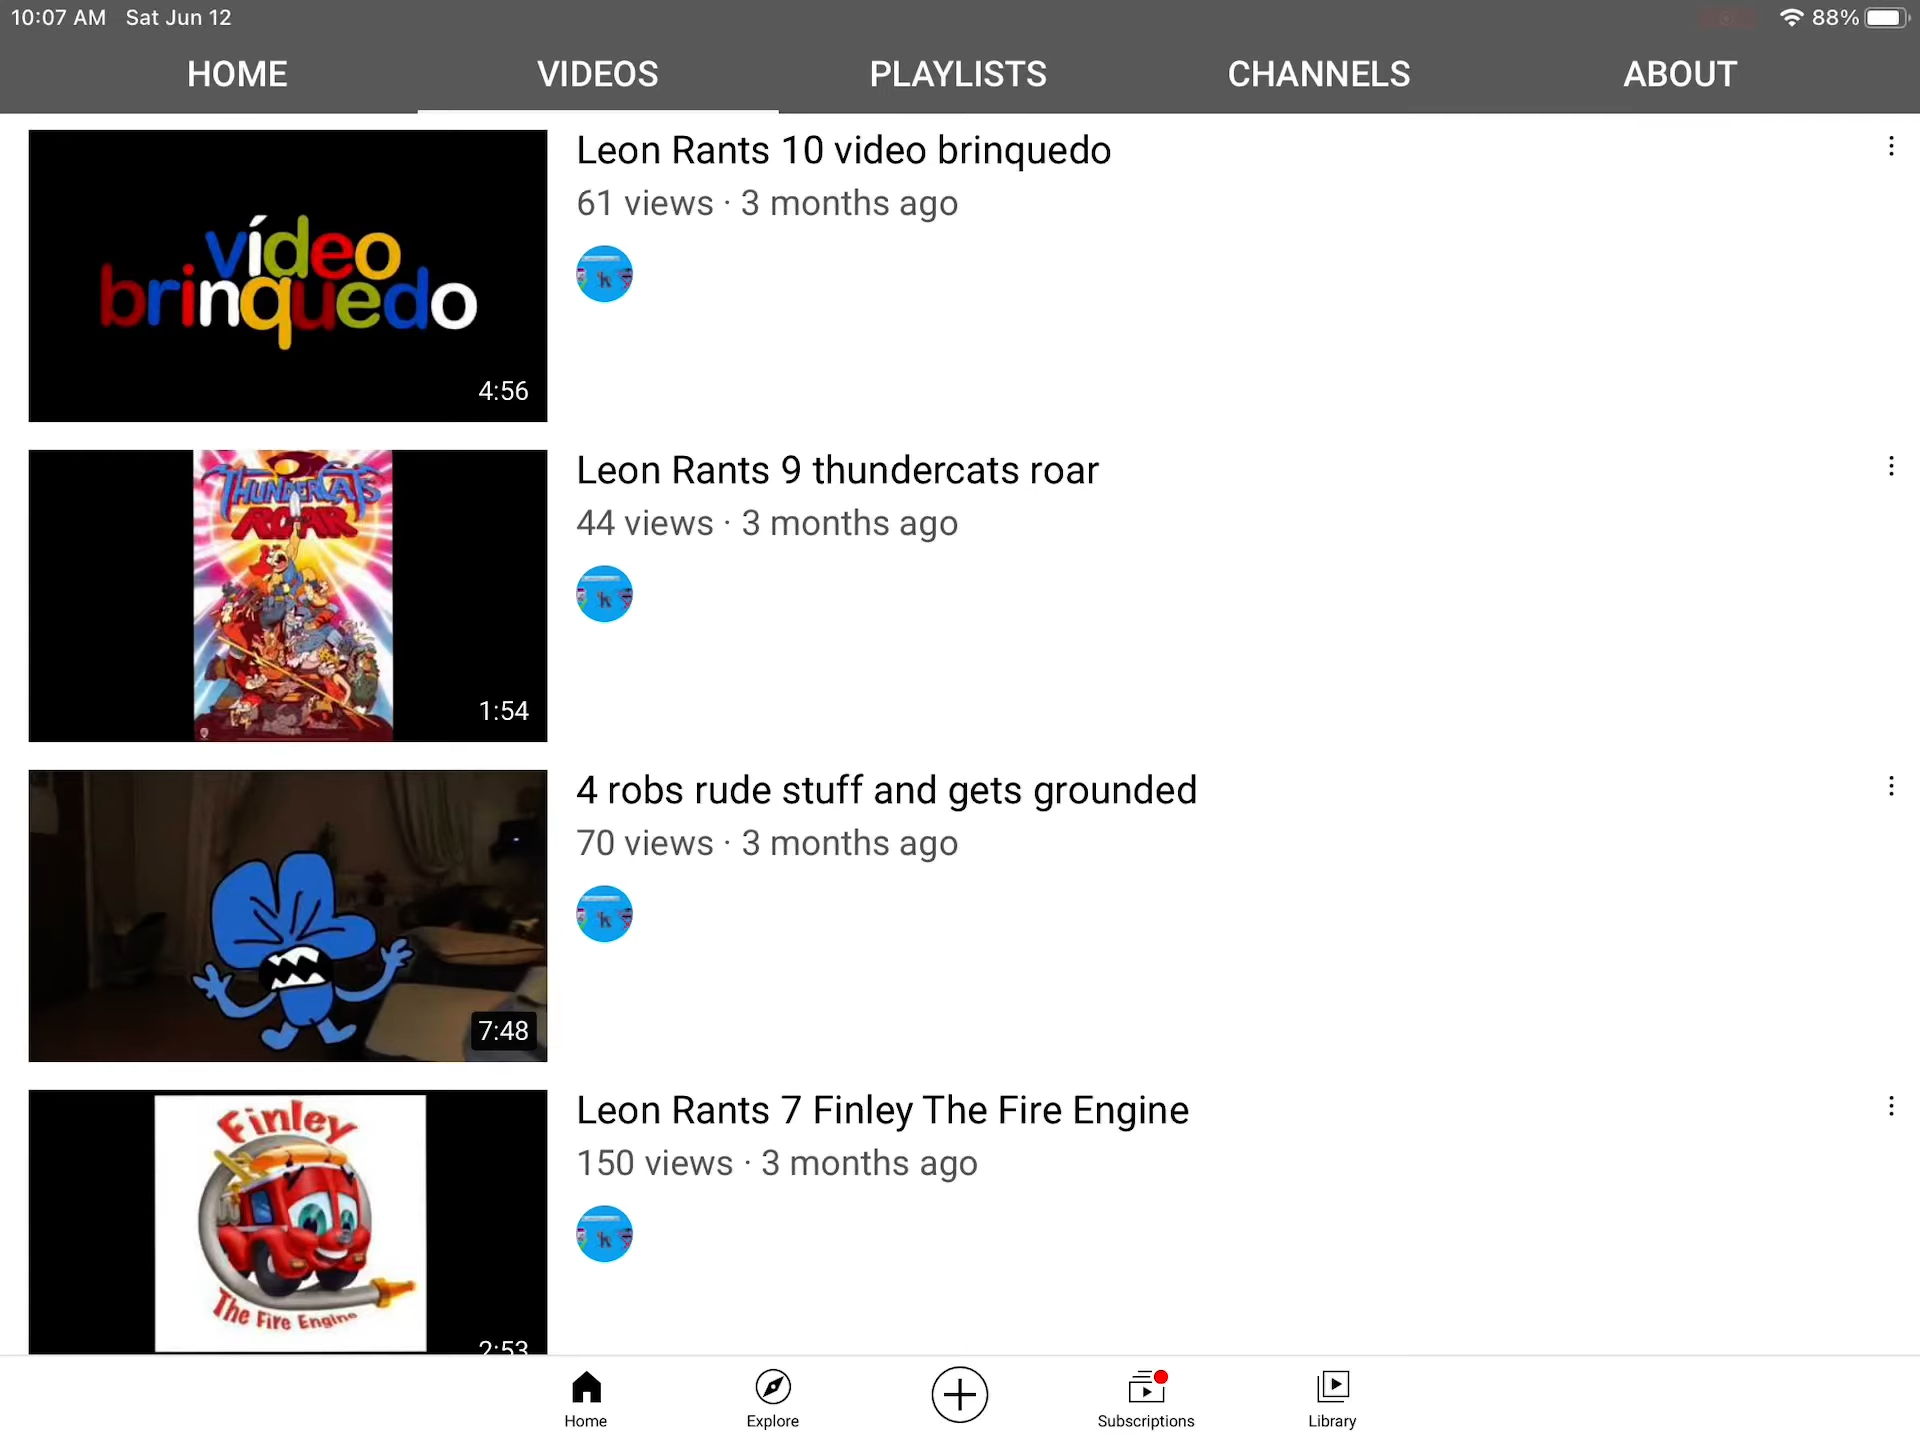 10:07 AM Sat Jun 12
88%
HOME VIDEOS PLAYLISTS CHANNELS ABOUT
vídeo
brinquedo
4:56
Leon Rants 10 video brinquedo
61 views · 3 months ago
THUNDERCATS
ROAR
1:54
Leon Rants 9 thundercats roar
44 views · 3 months ago
7:48
4 robs rude stuff and gets grounded
70 views · 3 months ago
Finley
The Fire Engine
2:53
Leon Rants 7 Finley The Fire Engine
150 views · 3 months ago
Home Explore Subscriptions Library